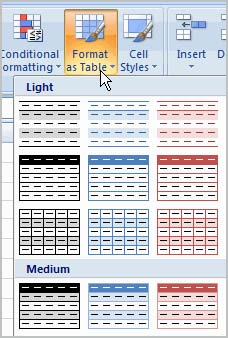 Conditional Format Cell Insert D
ormatting as Table Styles
Light
Medium